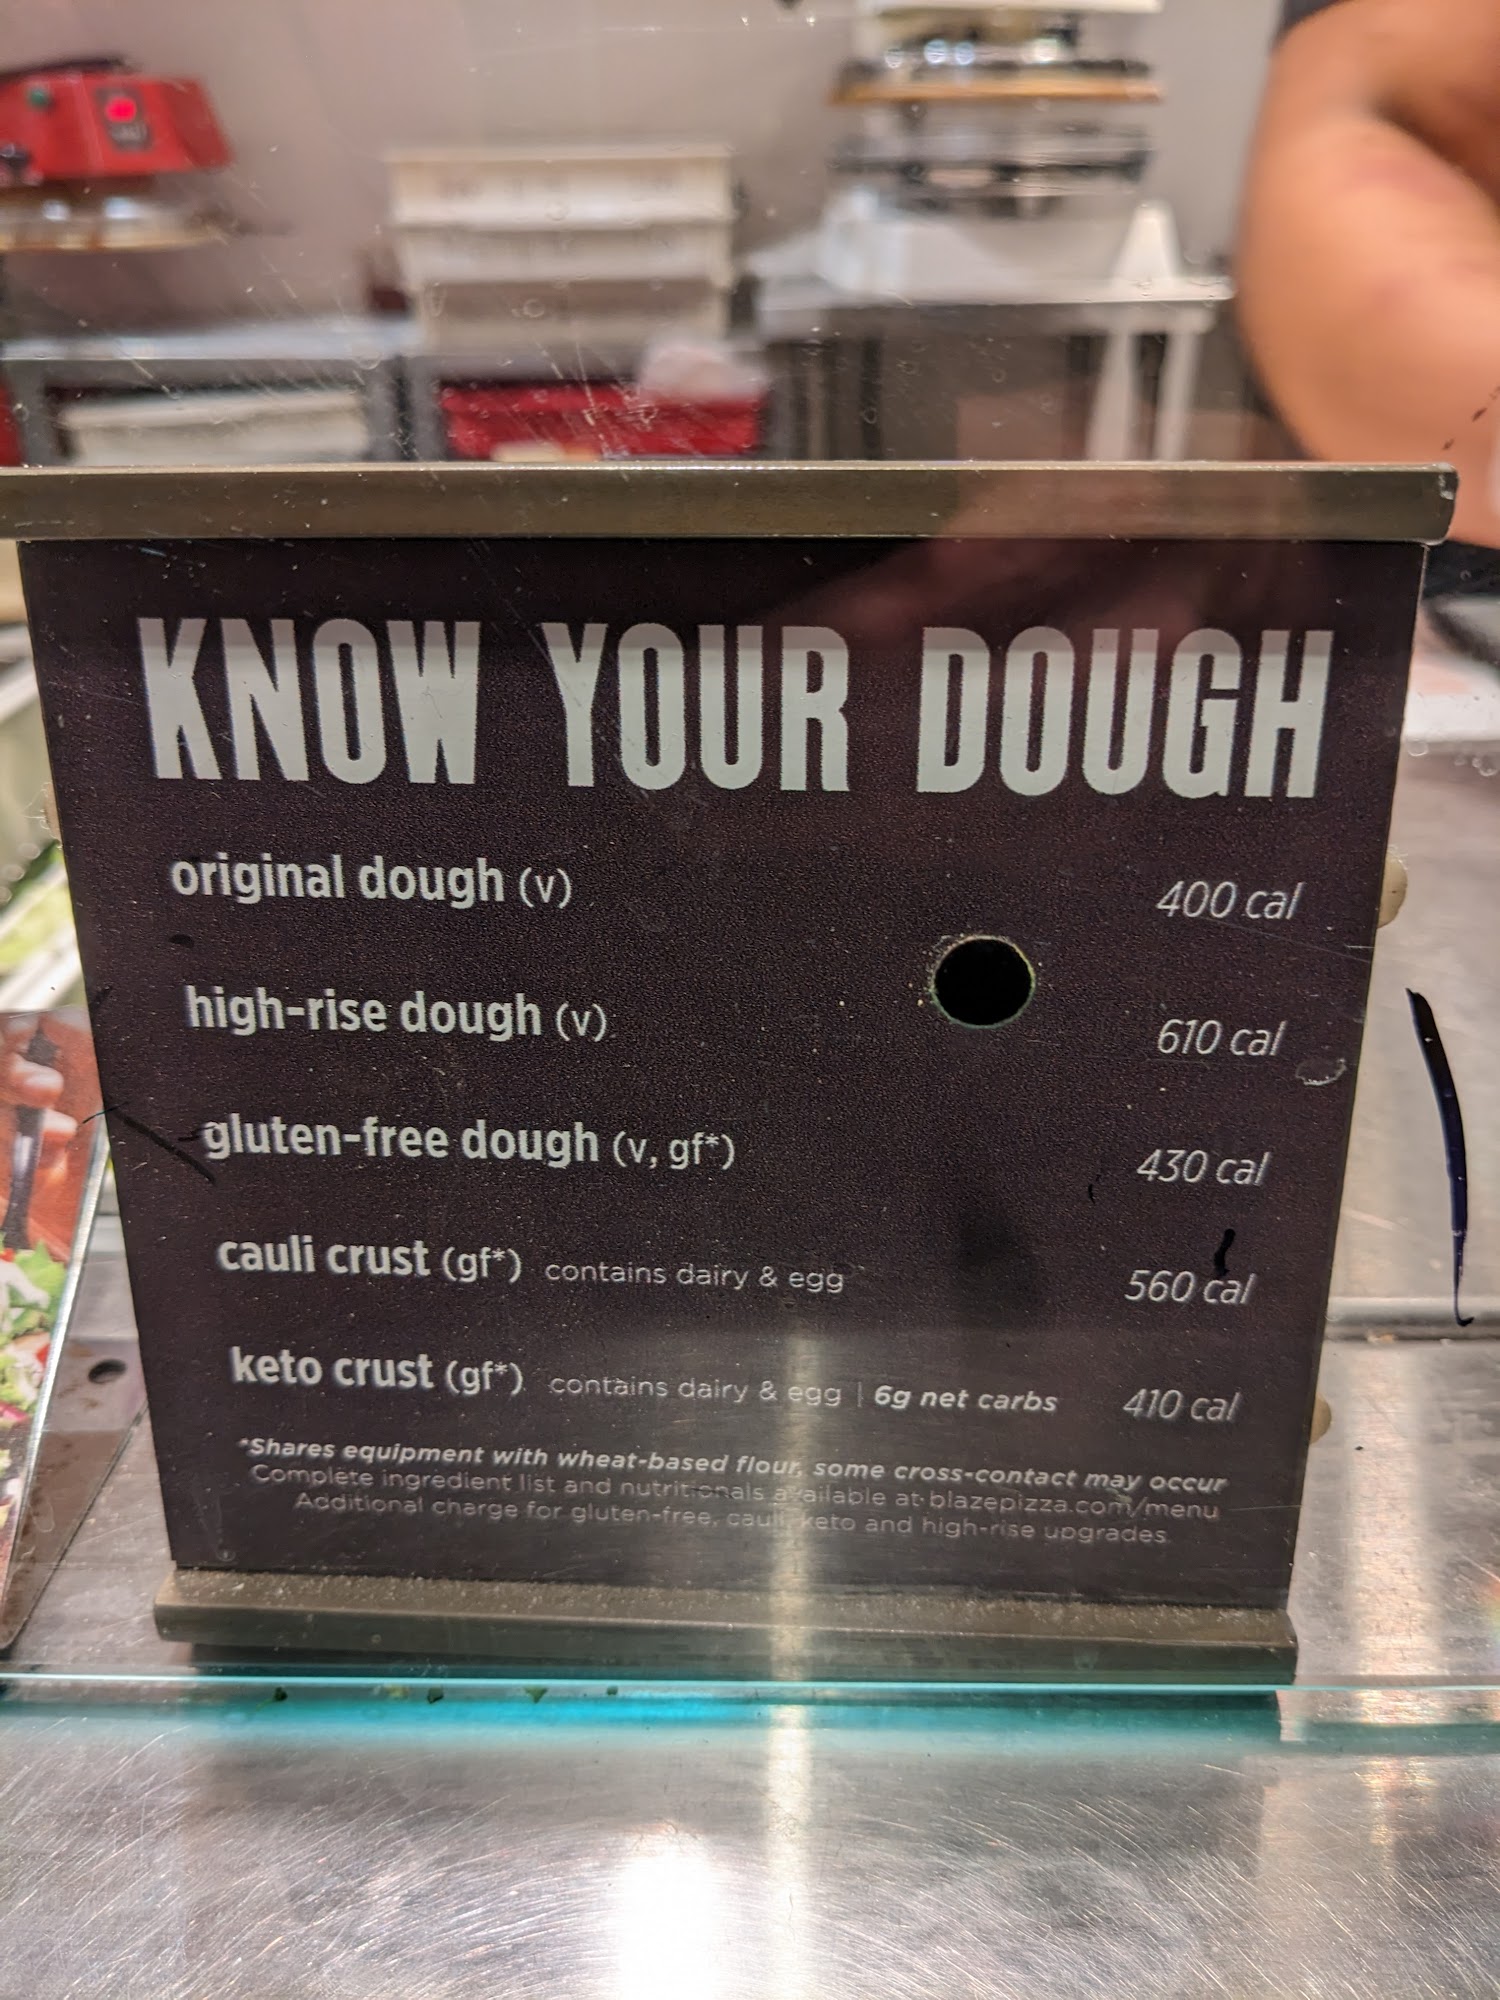 KNOW YOUR DOUGH
original dough (v) 400 cal
high-rise dough (v) 610 cal
gluten-free dough (v, gf*) 430 cal
cauli crust (gf*) contains dairy & egg 560 cal
keto crust (gf*) contains dairy & egg | 6g net carbs 410 cal
*Shares equipment with wheat-based flour, some cross-contact may occur
Complete ingredient list and nutritionals available at blazepizza.com/menu
Additional charge for gluten-free, cauli, keto and high-rise upgrades